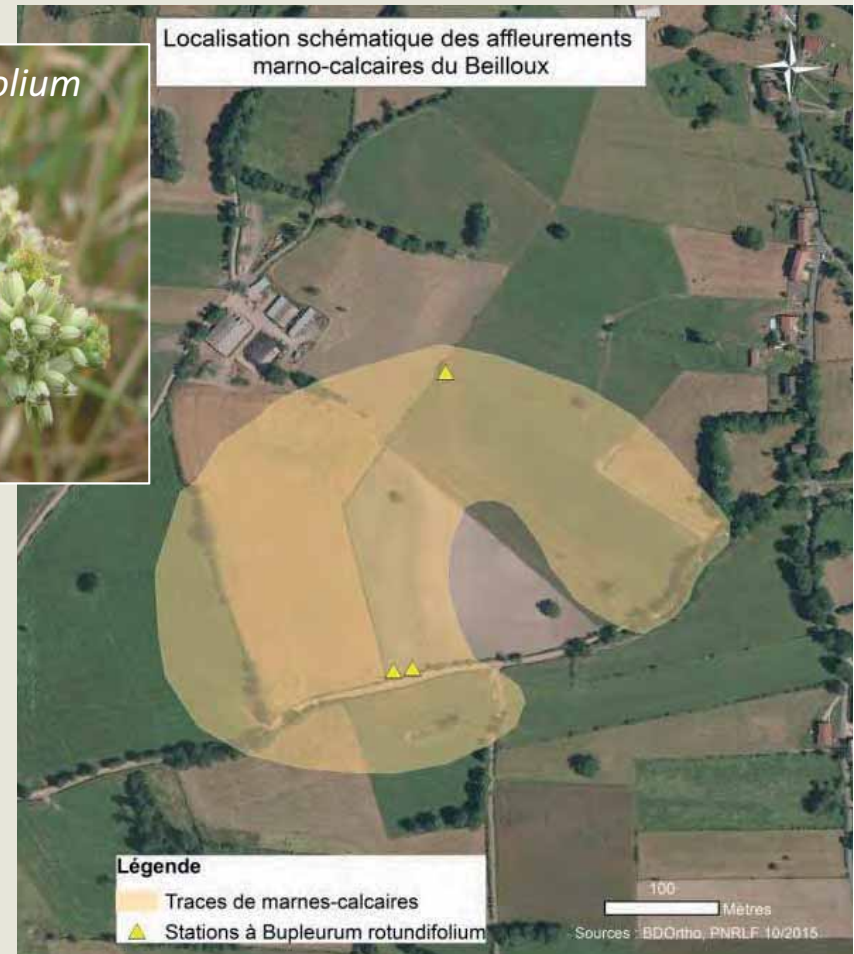 Localisation schématique des affleurements
marno-calcaires du Beilloux
Légende
Traces de marnes-calcaires
Stations à Bupleurum rotundifolium
100
Mètres
Sources : BDOrtho, PNRLF 10/2015